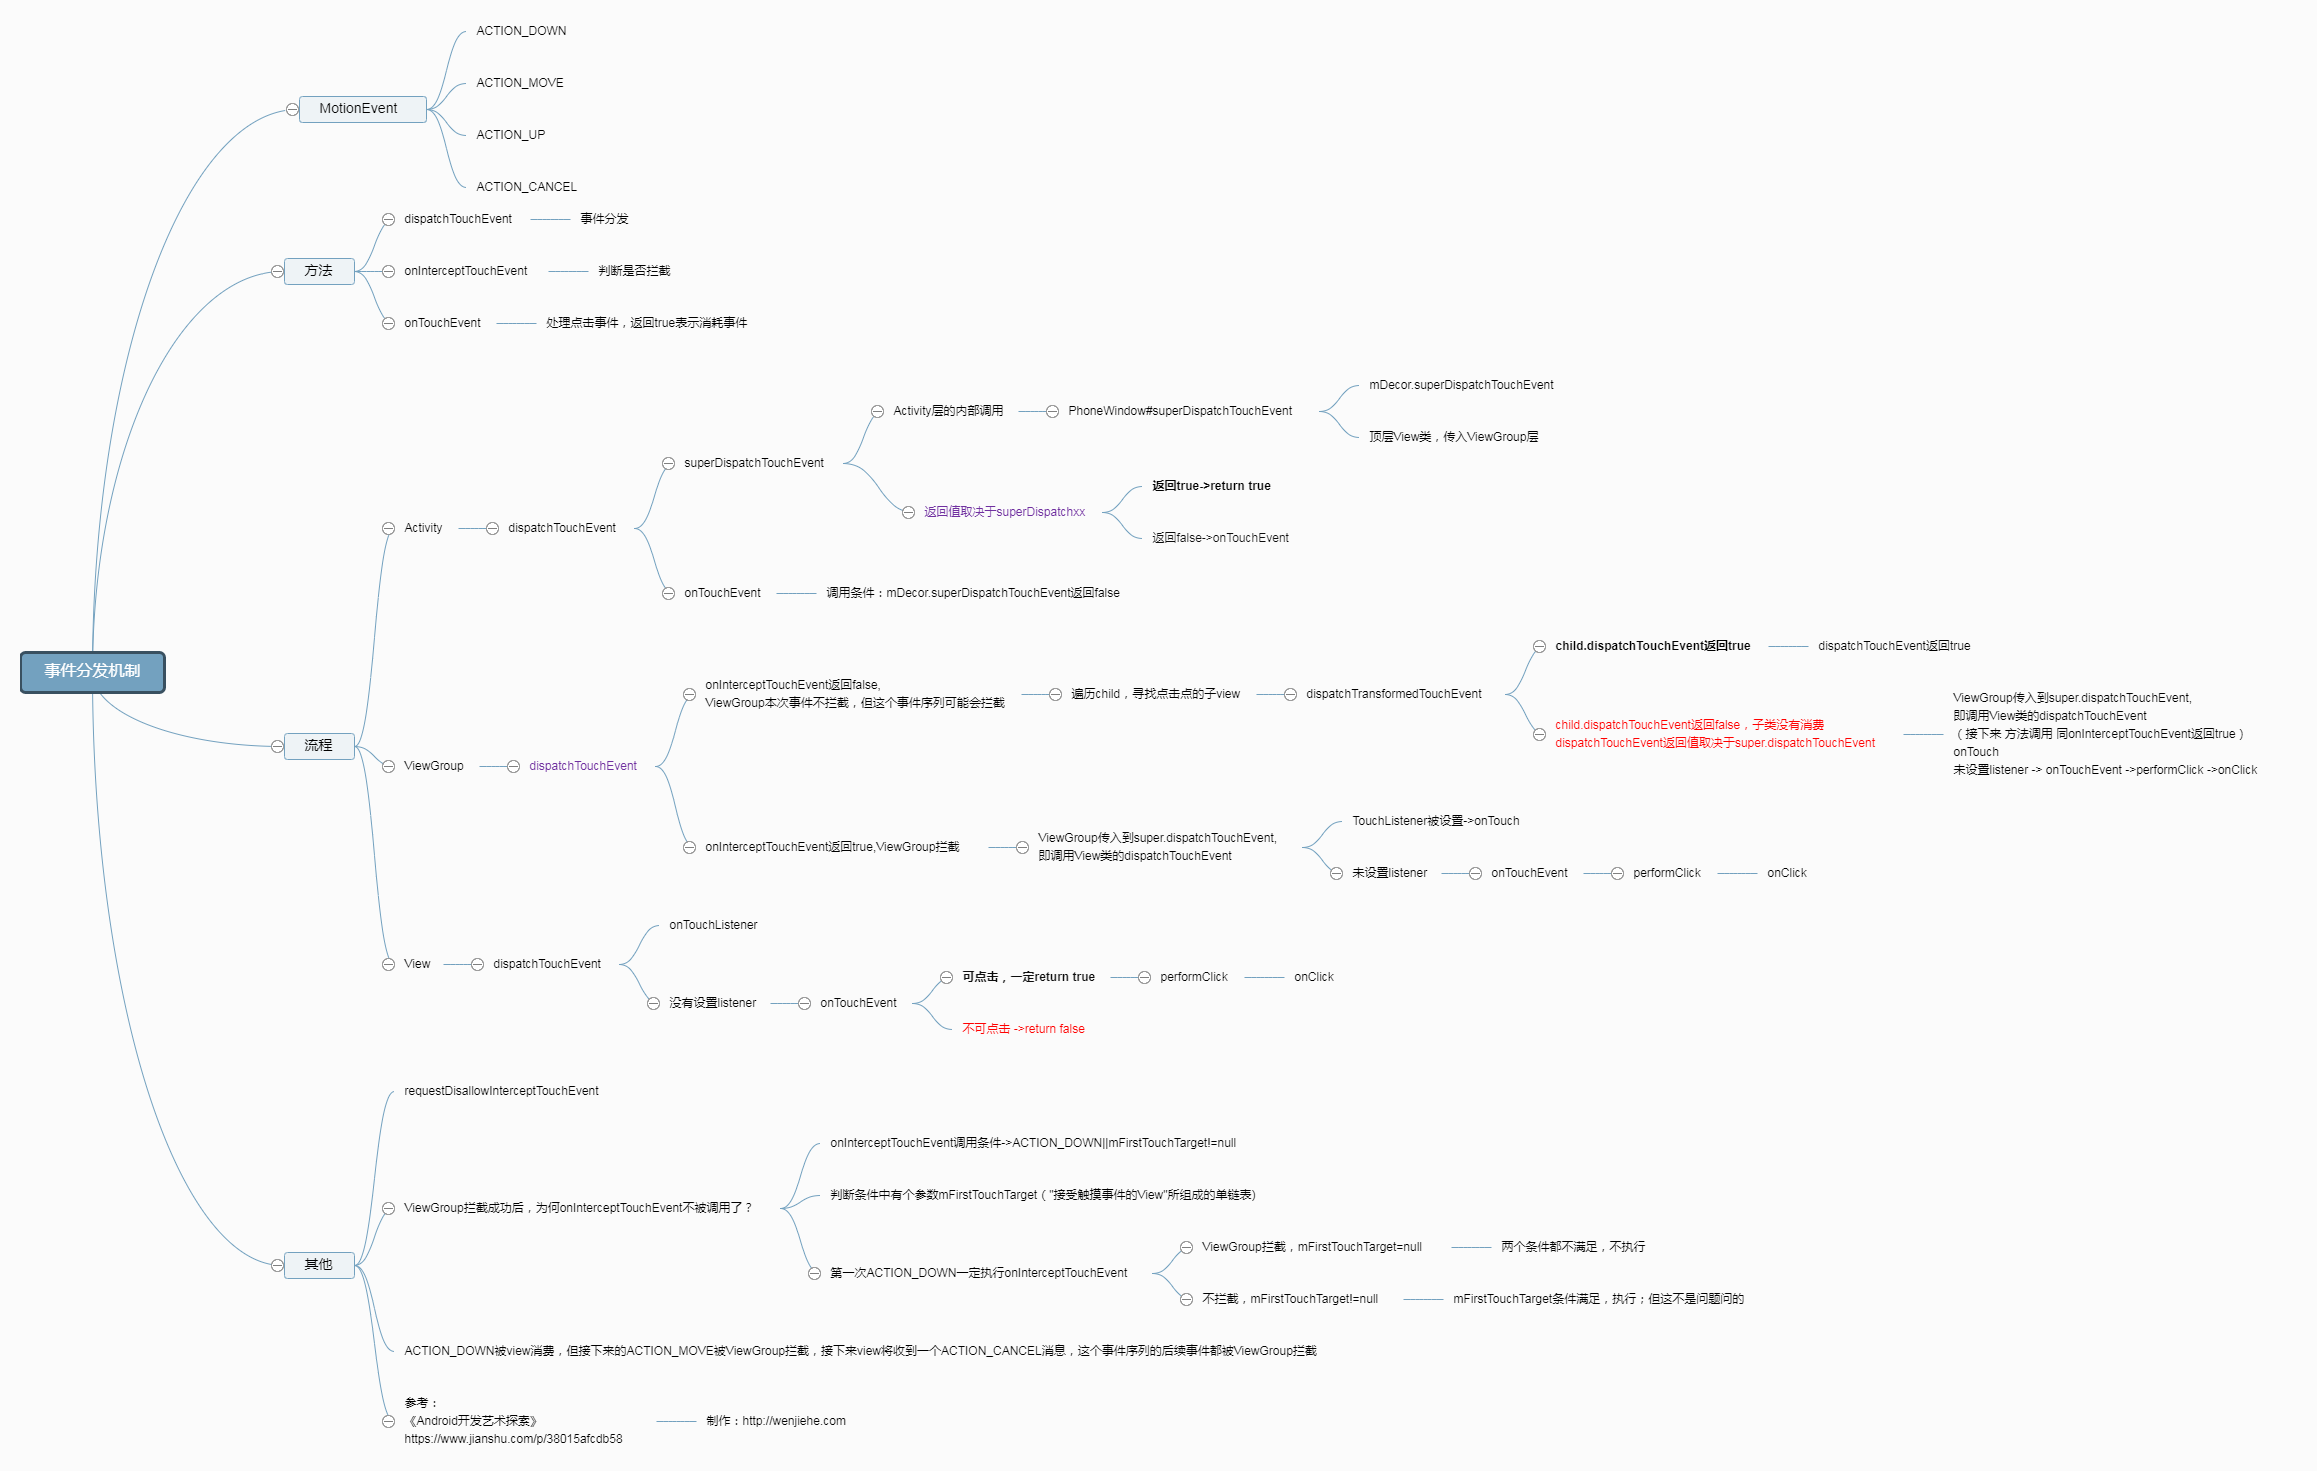 事件分发机制
MotionEvent
ACTION_DOWN
ACTION_MOVE
ACTION_UP
ACTION_CANCEL
方法
dispatchTouchEvent
事件分发
onInterceptTouchEvent
判断是否拦截
onTouchEvent
处理点击事件，返回true表示消耗事件
流程
Activity
dispatchTouchEvent
superDispatchTouchEvent
Activity层的内部调用
PhoneWindow#superDispatchTouchEvent
mDecor.superDispatchTouchEvent
顶层View类，传入ViewGroup层
返回值取决于superDispatchxx
返回true->return true
返回false->onTouchEvent
onTouchEvent
调用条件：mDecor.superDispatchTouchEvent返回false
ViewGroup
dispatchTouchEvent
onInterceptTouchEvent返回false,
ViewGroup本次事件不拦截，但这个事件序列可能会拦截
遍历child，寻找点击点的子view
dispatchTransformedTouchEvent
child.dispatchTouchEvent返回true
dispatchTouchEvent返回true
child.dispatchTouchEvent返回false，子类没有消费
dispatchTouchEvent返回值取决于super.dispatchTouchEvent
ViewGroup传入到super.dispatchTouchEvent,
即调用View类的dispatchTouchEvent
（接下来 方法调用 同onInterceptTouchEvent返回true）
onTouch
未设置listener -> onTouchEvent ->performClick ->onClick
onInterceptTouchEvent返回true,ViewGroup拦截
ViewGroup传入到super.dispatchTouchEvent,
即调用View类的dispatchTouchEvent
TouchListener被设置->onTouch
未设置listener
onTouchEvent
performClick
onClick
View
dispatchTouchEvent
onTouchListener
没有设置listener
onTouchEvent
可点击，一定return true
performClick
onClick
不可点击 ->return false
其他
requestDisallowInterceptTouchEvent
ViewGroup拦截成功后，为何onInterceptTouchEvent不被调用了？
onInterceptTouchEvent调用条件->ACTION_DOWN||mFirstTouchTarget!=null
判断条件中有个参数mFirstTouchTarget（"接受触摸事件的View"所组成的单链表)
第一次ACTION_DOWN一定执行onInterceptTouchEvent
ViewGroup拦截，mFirstTouchTarget=null
两个条件都不满足，不执行
不拦截，mFirstTouchTarget!=null
mFirstTouchTarget条件满足，执行；但这不是问题问的
ACTION_DOWN被view消费，但接下来的ACTION_MOVE被ViewGroup拦截，接下来view将收到一个ACTION_CANCEL消息，这个事件序列的后续事件都被ViewGroup拦截
参考：
《Android开发艺术探索》
https://www.jianshu.com/p/38015afcdb58
制作：http://wenjiehe.com